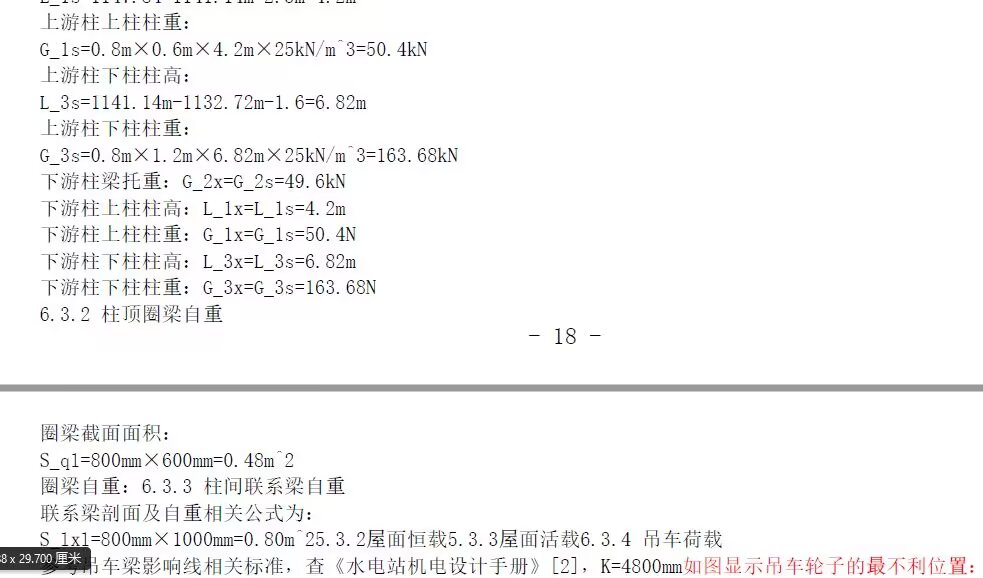 上游柱上柱柱重：
G_1s=0.8m×0.6m×4.2m×25kN/m^3=50.4kN
上游柱下柱柱高：
L_3s=1141.14m-1132.72m-1.6=6.82m
上游柱下柱柱重：
G_3s=0.8m×1.2m×6.82m×25kN/m^3=163.68kN
下游柱梁托重：G_2x=G_2s=49.6kN
下游柱上柱柱高：L_1x=L_1s=4.2m
下游柱上柱柱重：G_1x=G_1s=50.4N
下游柱下柱柱高：L_3x=L_3s=6.82m
下游柱下柱柱重：G_3x=G_3s=163.68N
6.3.2 柱顶圈梁自重
- 18 -
圈梁截面面积：
S_q1=800mm×600mm=0.48m^2
圈梁自重：6.3.3 柱间联系梁自重
联系梁剖面及自重相关公式为：
S_lx1=800mm×1000mm=0.80m^25.3.2屋面恒载5.3.3屋面活载6.3.4 吊车荷载
8 x 29.700 厘米
吊车梁影响线相关标准，查《水电站机电设计手册》[2]，K=4800mm如图显示吊车轮子的最不利位置：